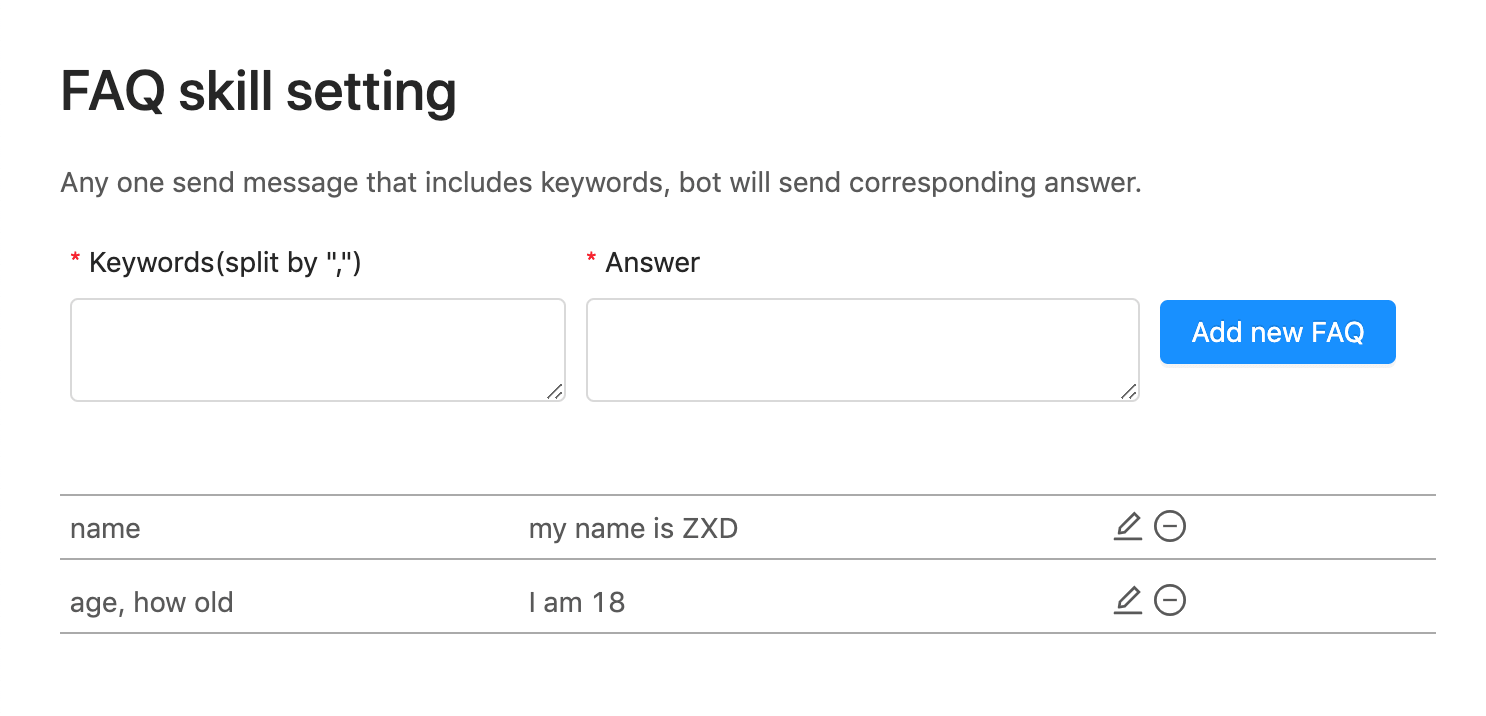 FAQ skill setting
Any one send message that includes keywords, bot will send corresponding answer.
* Keywords(split by ",") * Answer
Add new FAQ
name my name is ZXD
age, how old I am 18